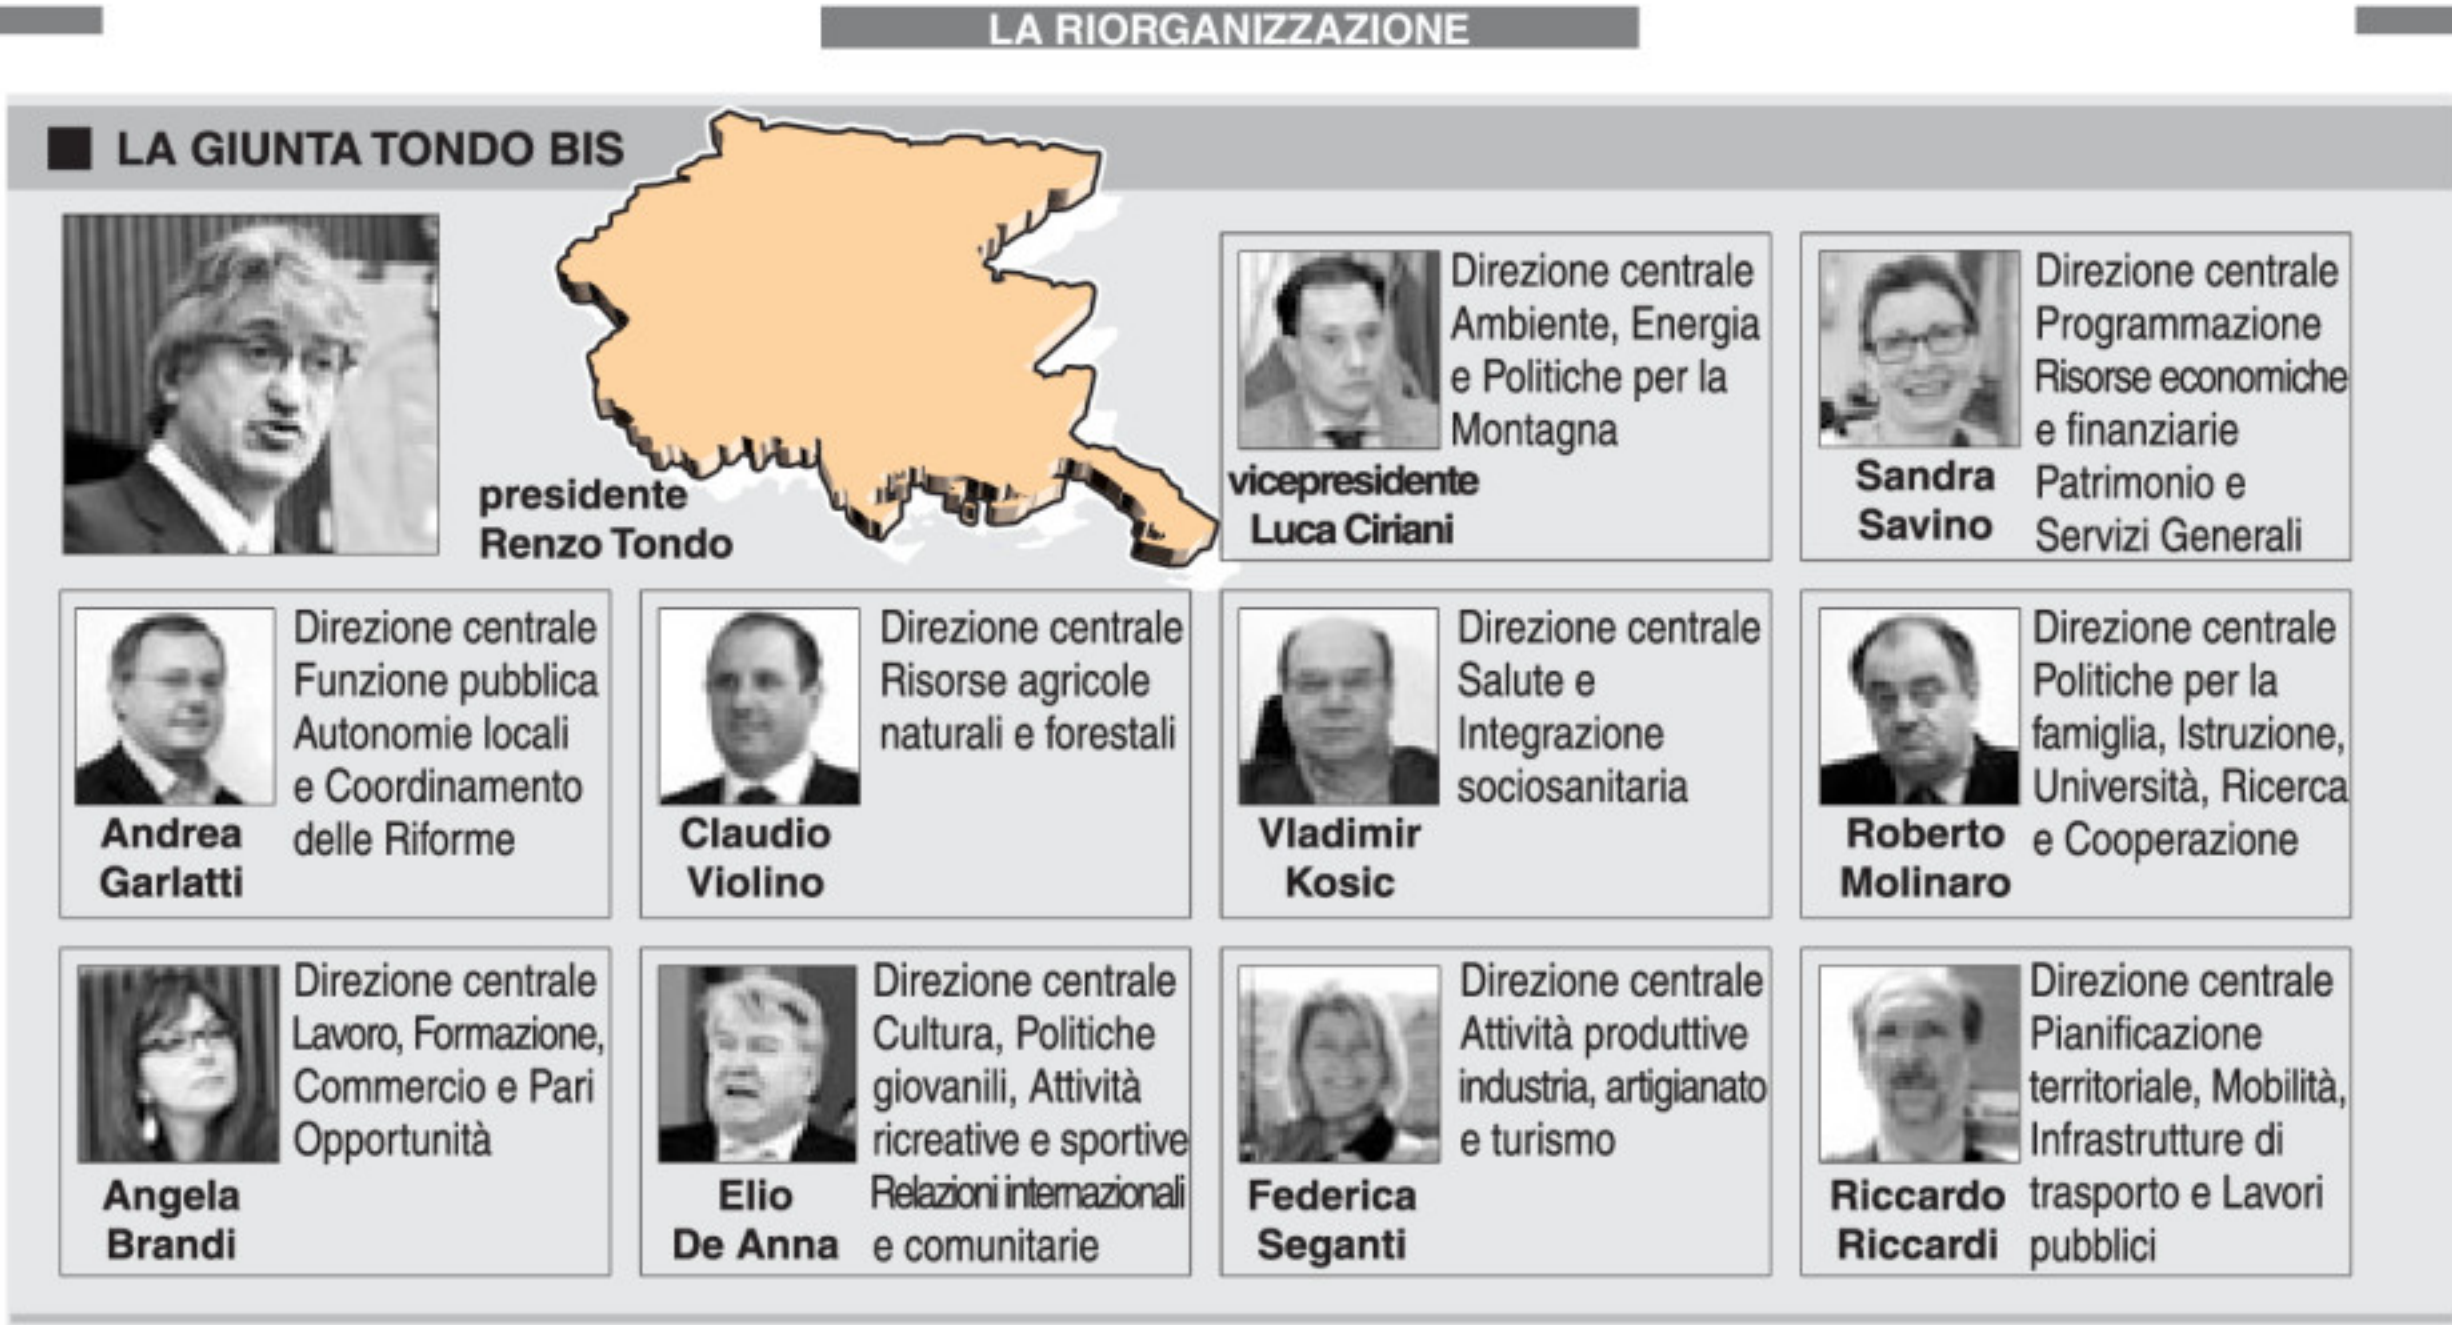 LA RIORGANIZZAZIONE
LA GIUNTA TONDO BIS
presidente
Renzo Tondo
Direzione centrale
Ambiente, Energia
e Politiche per la
Montagna
vicepresidente
Luca Ciriani
Direzione centrale
Programmazione
Risorse economiche
e finanziarie
Patrimonio e
Servizi Generali
Sandra
Savino
Direzione centrale
Funzione pubblica
Autonomie locali
e Coordinamento
delle Riforme
Andrea
Garlatti
Direzione centrale
Risorse agricole
naturali e forestali
Claudio
Violino
Direzione centrale
Salute e
Integrazione
sociosanitaria
Vladimir
Kosic
Direzione centrale
Politiche per la
famiglia, Istruzione,
Università, Ricerca
e Cooperazione
Roberto
Molinaro
Direzione centrale
Lavoro, Formazione,
Commercio e Pari
Opportunità
Angela
Brandi
Direzione centrale
Cultura, Politiche
giovanili, Attività
ricreative e sportive
Relazioni internazionali
e comunitarie
Elio
De Anna
Direzione centrale
Attività produttive
industria, artigianato
e turismo
Federica
Seganti
Direzione centrale
Pianificazione
territoriale, Mobilità,
Infrastrutture di
trasporto e Lavori
pubblici
Riccardo
Riccardi